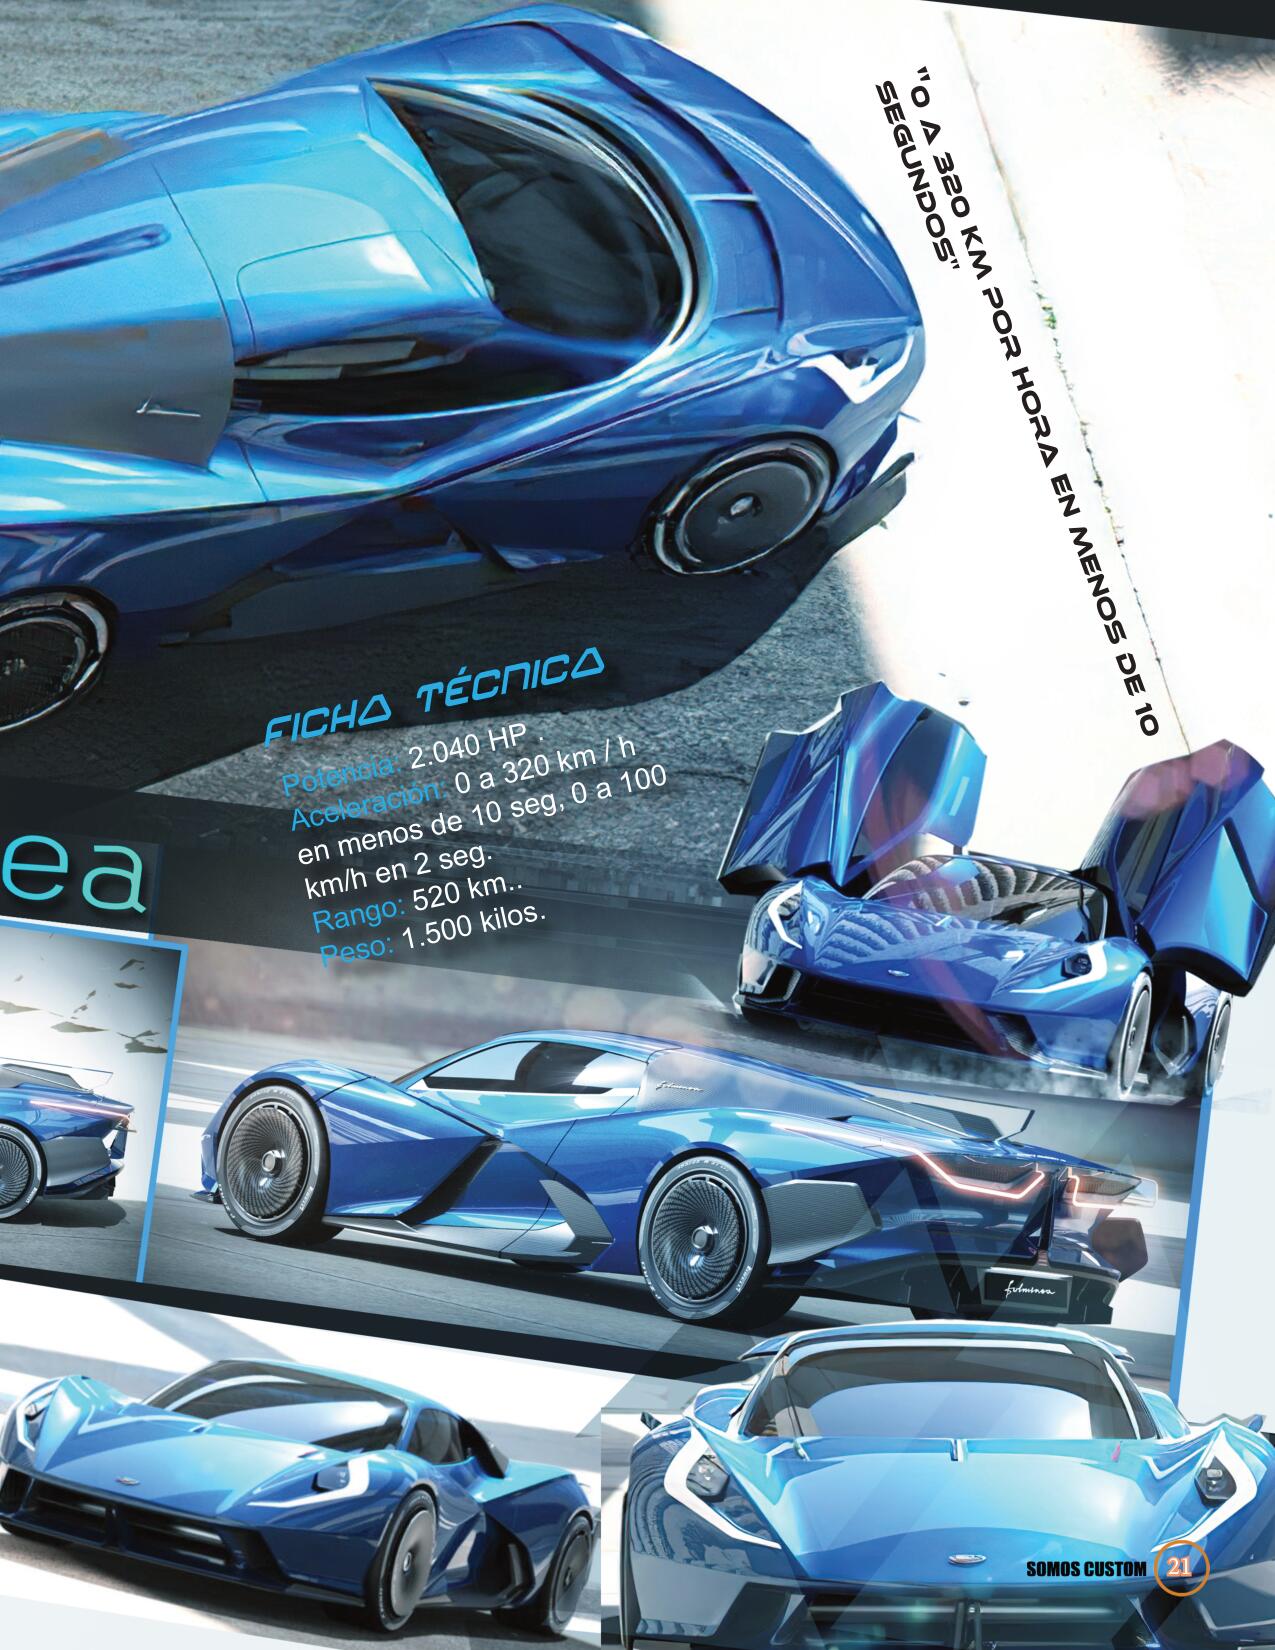 "0 A 320 KM POR HORA EN MENOS DE 10
SEGUNDOS"
FICHA TÉCNICA
Potencia: 2.040 HP .
Aceleración: 0 a 320 km / h
en menos de 10 seg, 0 a 100
km/h en 2 seg.
Rango: 520 km..
Peso: 1.500 kilos.
ea
fulminea
fulminea
SOMOS CUSTOM 21